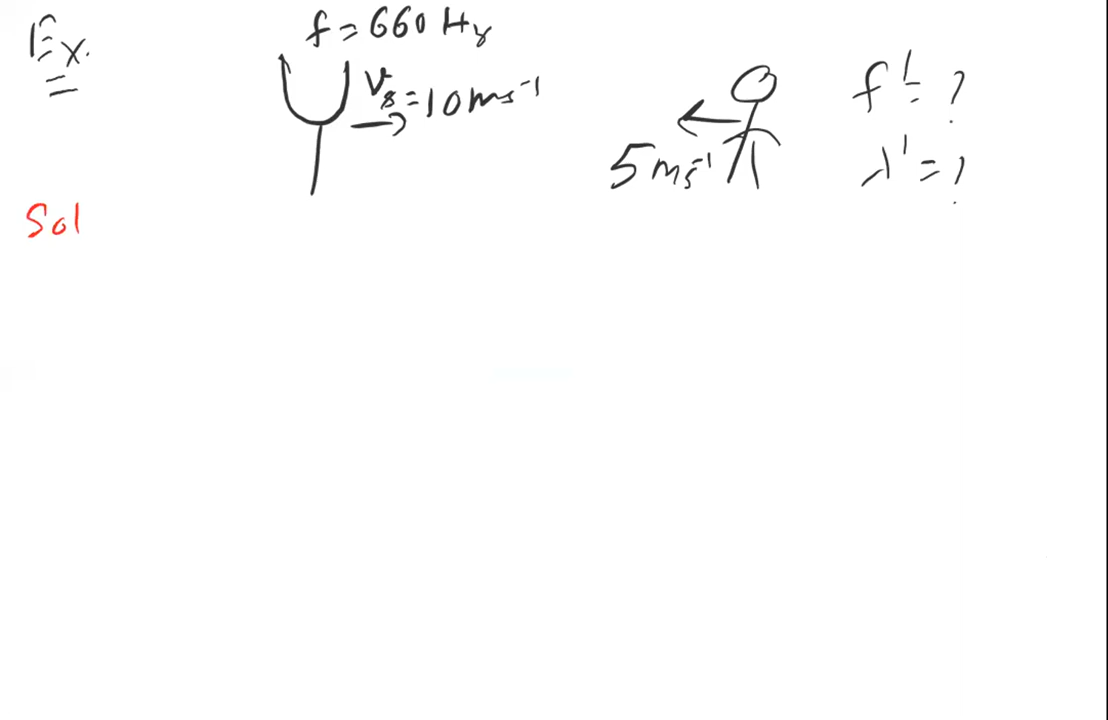 Ex.
f = 660 Hz
Vs = 10 ms⁻¹
5 ms⁻¹
f' = ?
λ' = ?
Sol